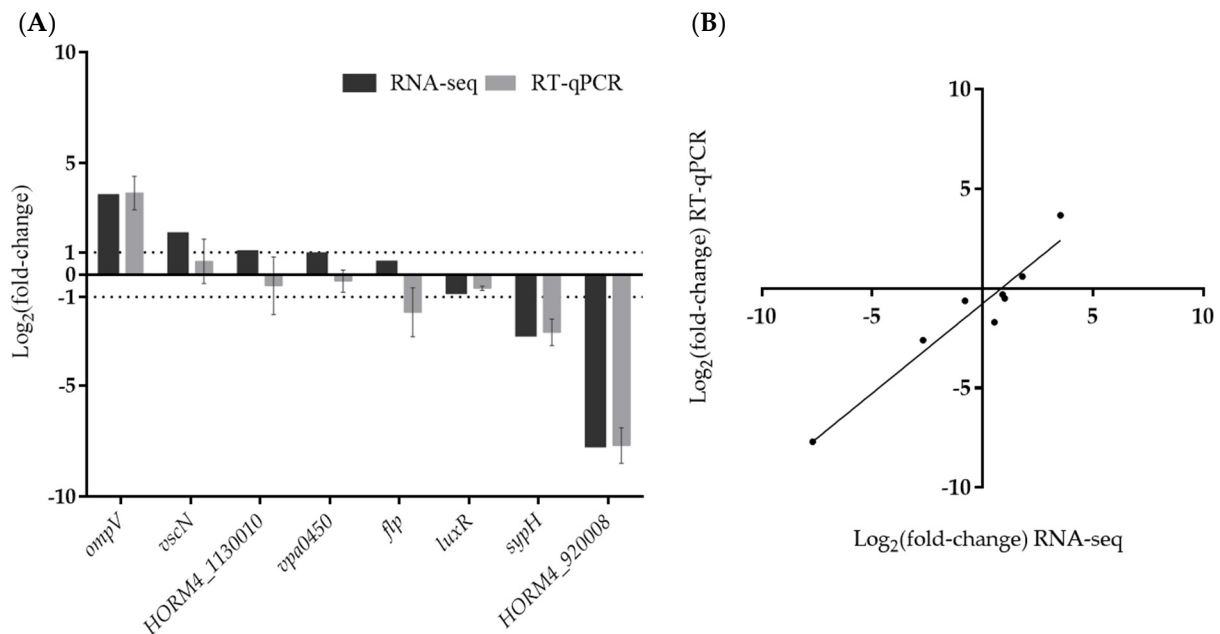 (A)
10
RNA-seq RT-qPCR
5
1
0
-1
-5
-10
Log2(fold-change)
ompV
vscN
HORM4_1130010
vpa0450
flp
luxR
sypH
HORM4_920008
(B)
10
5
-10 -5 5 10
-5
-10
Log2(fold-change) RT-qPCR
Log2(fold-change) RNA-seq